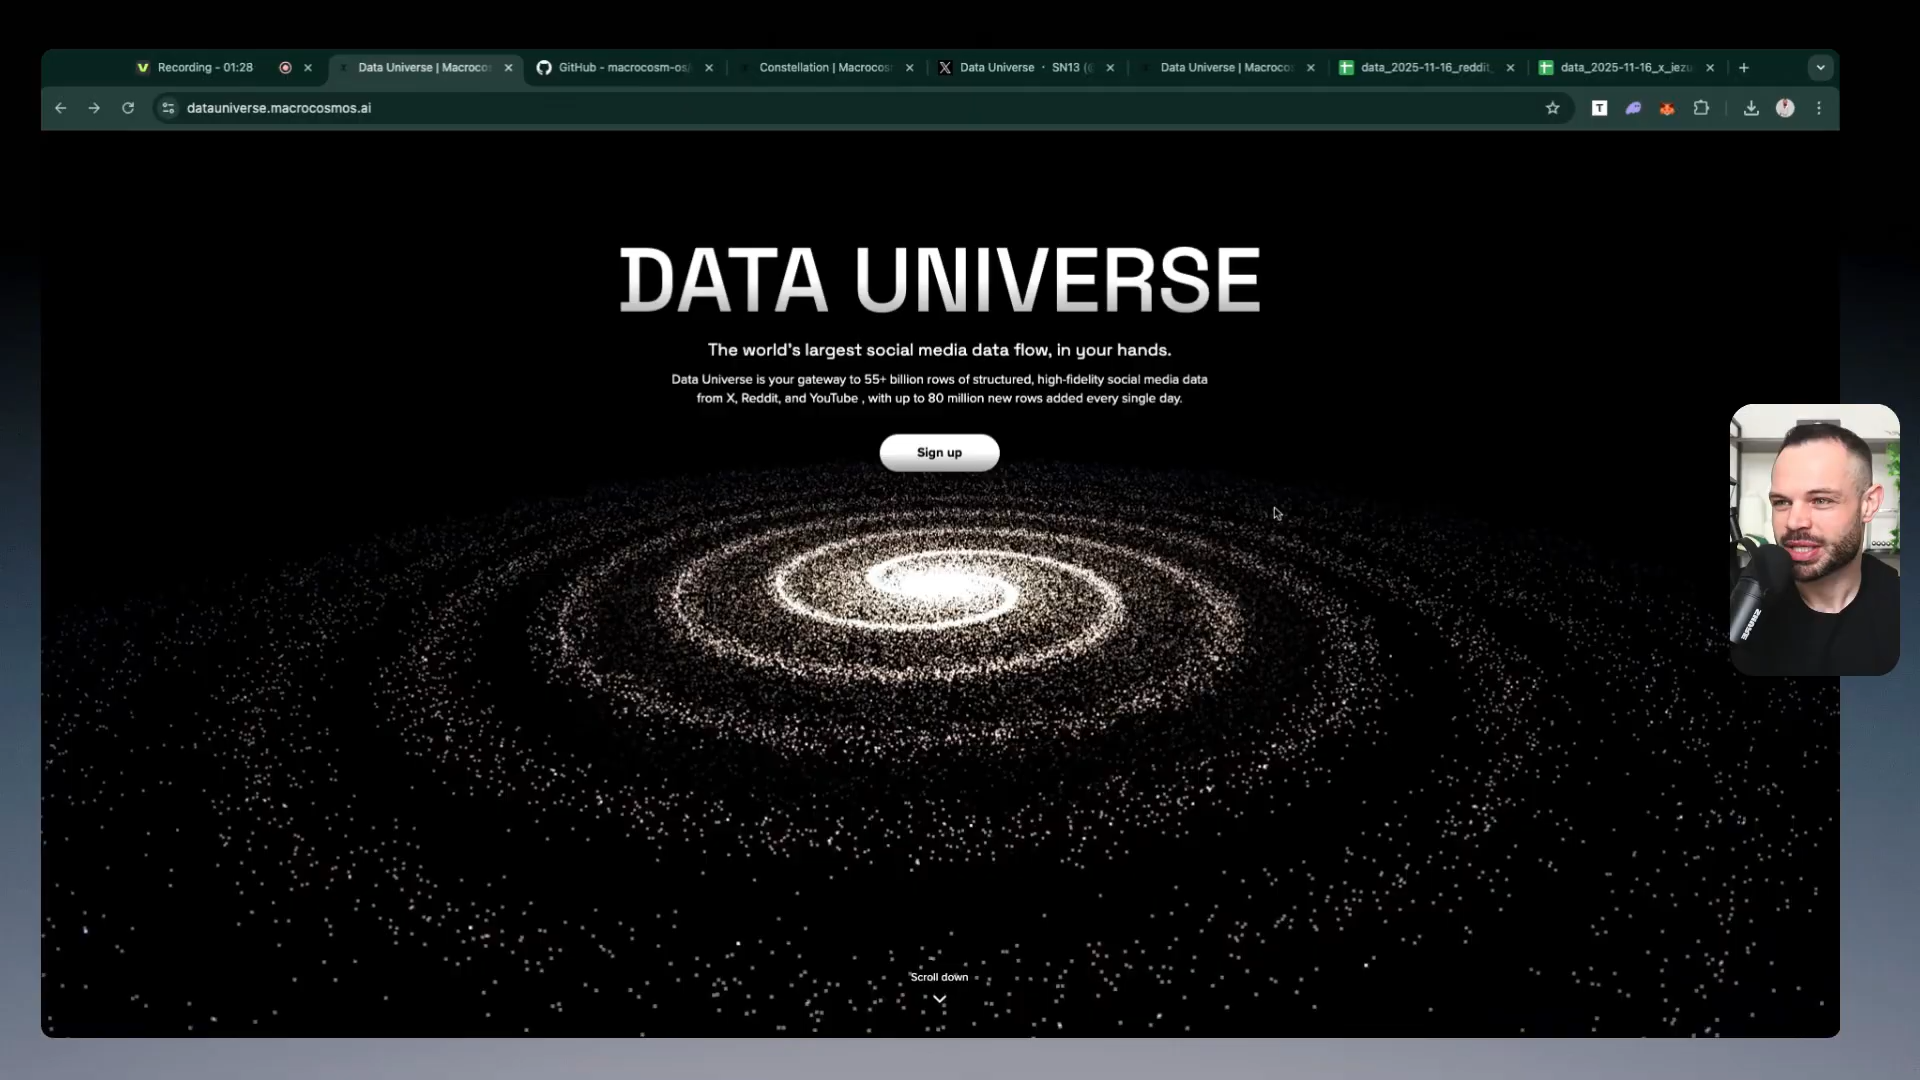 Recording - 01:28
Data Universe | Macroco
GitHub - macrocosm-os/
Constellation | Macrocos
Data Universe · SN13 (
Data Universe | Macroco
data_2025-11-16_reddit_
data_2025-11-16_x_
datauniverse.macrocosmos.ai
T
DATA UNIVERSE
The world's largest social media data flow, in your hands.
Data Universe is your gateway to 55+ billion rows of structured, high-fidelity social media data
from X, Reddit, and YouTube , with up to 80 million new rows added every single day.
Sign up
Scroll down